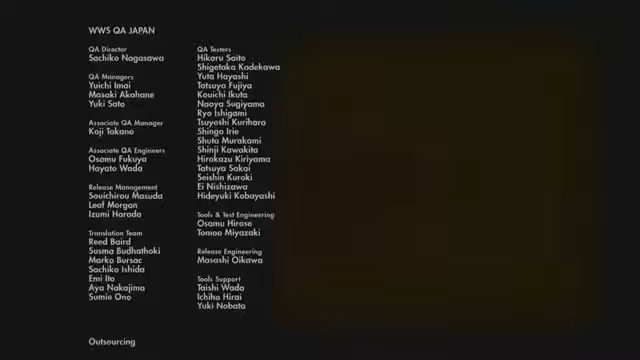 WWS QA JAPAN
QA Director
Sachiko Nagasawa
QA Managers
Yuichi Imai
Masaki Akahane
Yuki Sato
Associate QA Manager
Koji Takano
Associate QA Engineers
Osamu Fukuya
Hayato Wada
Release Management
Souichirou Masuda
Leaf Morgan
Izumi Harada
Translation Team
Reed Baird
Susma Budhathoki
Marko Bursac
Sachiko Ishida
Emi Ito
Aya Nakajima
Sumie Ono
QA Testers
Hikaru Saito
Shigetaka Kadekawa
Yuta Hayashi
Tatsuya Fujiya
Kouichi Ikuta
Naoya Sugiyama
Ryo Ishigami
Tsuyoshi Kurihara
Shingo Irie
Shuta Murakami
Shinji Kawakita
Hirokazu Kiriyama
Tatsuya Sakai
Seishin Kuroki
Ei Nishizawa
Hideyuki Kobayashi
Tools & Test Engineering
Osamu Hirose
Tomoo Miyazaki
Release Engineering
Masashi Oikawa
Tools Support
Taishi Wada
Ichiho Hirai
Yuki Nobata
Outsourcing